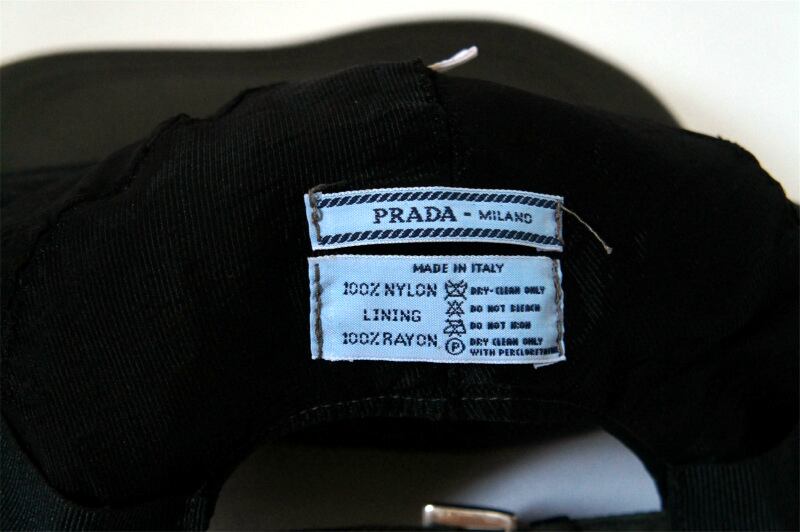 PRADA - MILANO
MADE IN ITALY
100% NYLON
DRY-CLEAN ONLY
DO NOT BLEACH
LINING
DO NOT IRON
100% RAYON
P
DRY CLEAN ONLY
WITH